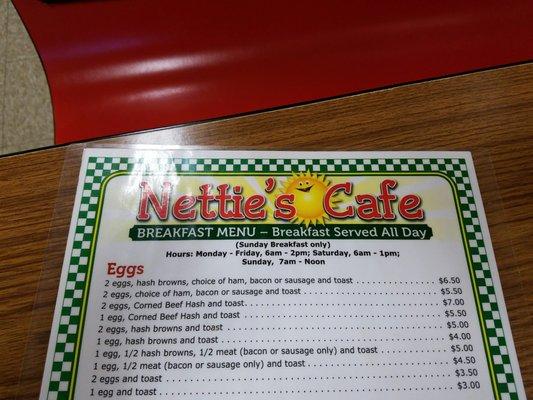 Nettie's Cafe
BREAKFAST MENU – Breakfast Served All Day
(Sunday Breakfast only)
Hours: Monday - Friday, 6am - 2pm; Saturday, 6am - 1pm;
Sunday, 7am - Noon
Eggs
2 eggs, hash browns, choice of ham, bacon or sausage and toast $6.50
2 eggs, choice of ham, bacon or sausage and toast $5.50
2 eggs, Corned Beef Hash and toast $7.00
1 egg, Corned Beef Hash and toast $5.50
2 eggs, hash browns and toast $5.00
1 egg, hash browns and toast $4.00
1 egg, 1/2 hash browns, 1/2 meat (bacon or sausage only) and toast $5.00
1 egg, 1/2 meat (bacon or sausage only) and toast $4.50
2 eggs and toast $3.50
1 egg and toast $3.00